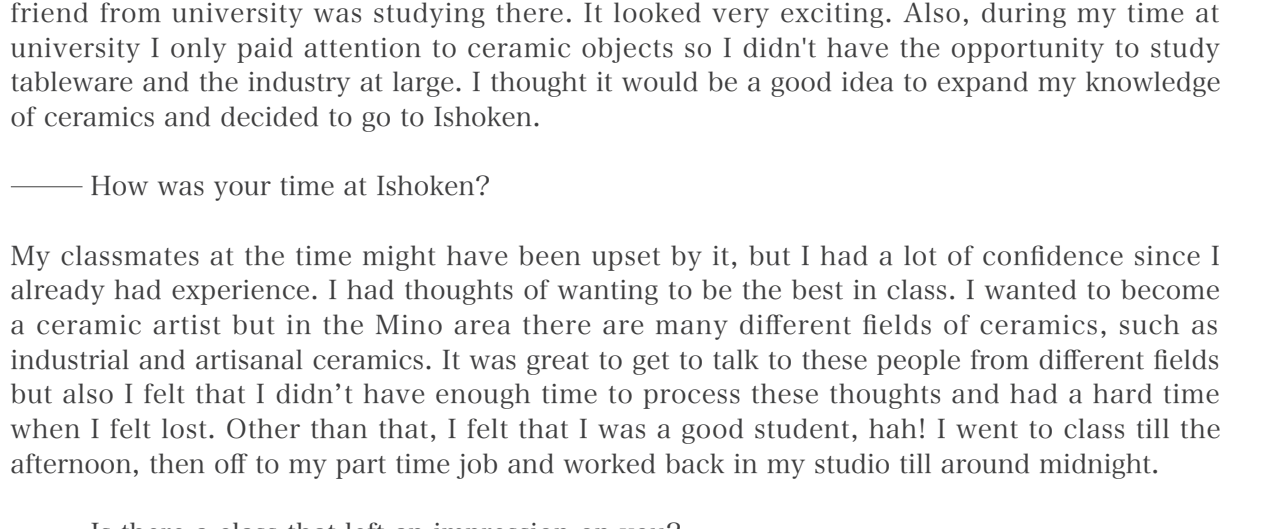 friend from university was studying there. It looked very exciting. Also, during my time at
university I only paid attention to ceramic objects so I didn't have the opportunity to study
tableware and the industry at large. I thought it would be a good idea to expand my knowledge
of ceramics and decided to go to Ishoken.
——— How was your time at Ishoken?
My classmates at the time might have been upset by it, but I had a lot of confidence since I
already had experience. I had thoughts of wanting to be the best in class. I wanted to become
a ceramic artist but in the Mino area there are many different fields of ceramics, such as
industrial and artisanal ceramics. It was great to get to talk to these people from different fields
but also I felt that I didn’t have enough time to process these thoughts and had a hard time
when I felt lost. Other than that, I felt that I was a good student, hah! I went to class till the
afternoon, then off to my part time job and worked back in my studio till around midnight.
Is there a class that left an impression on you?